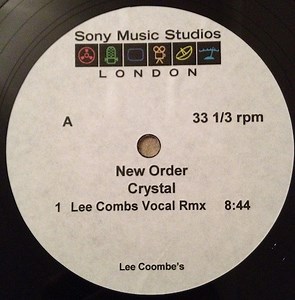 Sony Music Studios
LONDON
A 33 1/3 rpm
New Order
Crystal
1 Lee Combs Vocal Rmx 8:44
Lee Coombe's